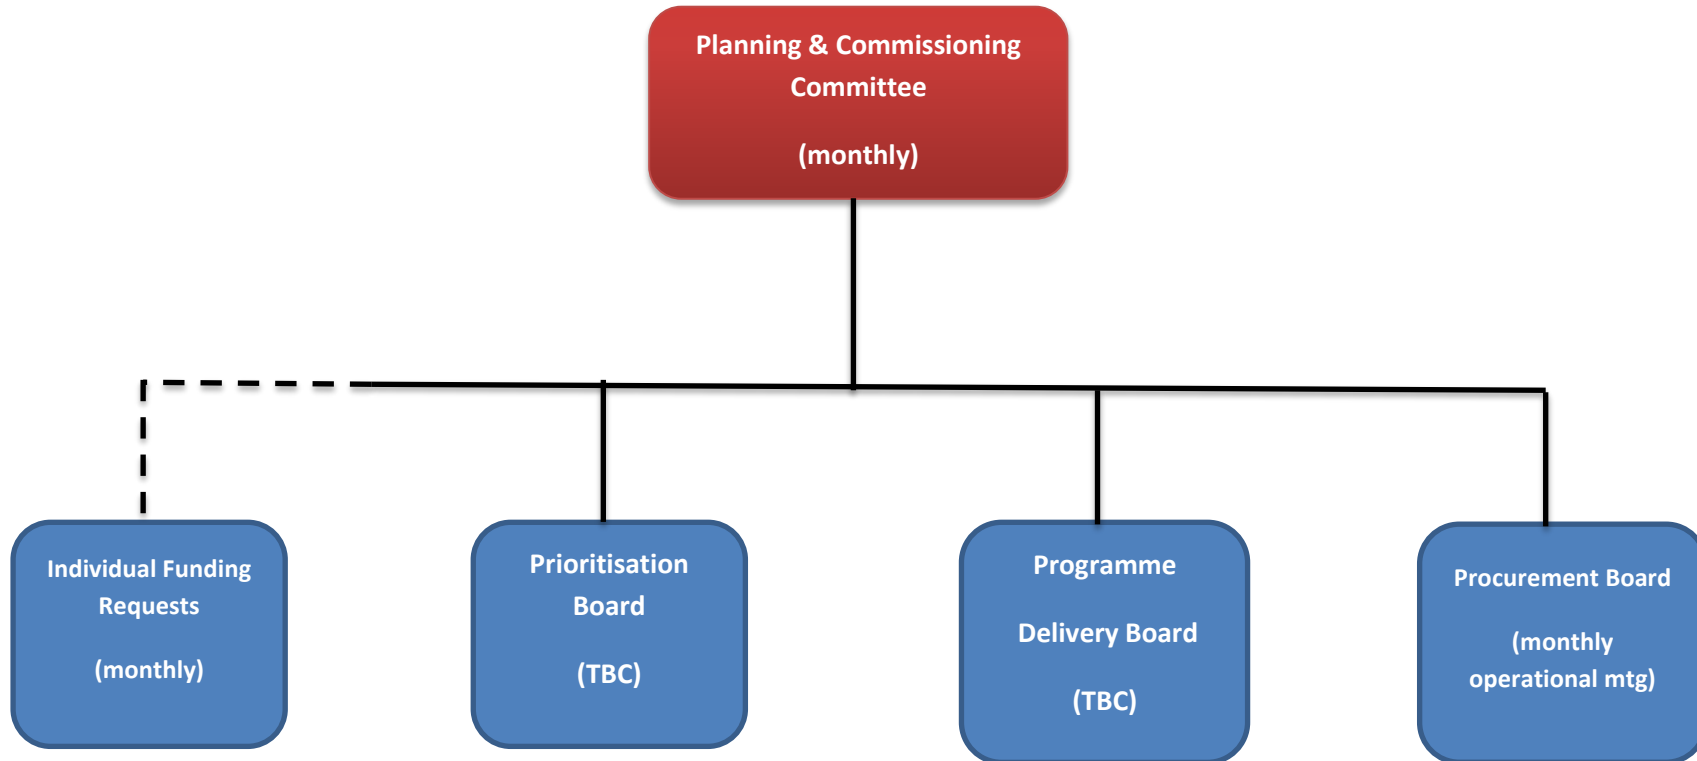 Planning & Commissioning
Committee
(monthly)
Individual Funding
Requests
(monthly)
Prioritisation
Board
(TBC)
Programme
Delivery Board
(TBC)
Procurement Board
(monthly
operational mtg)